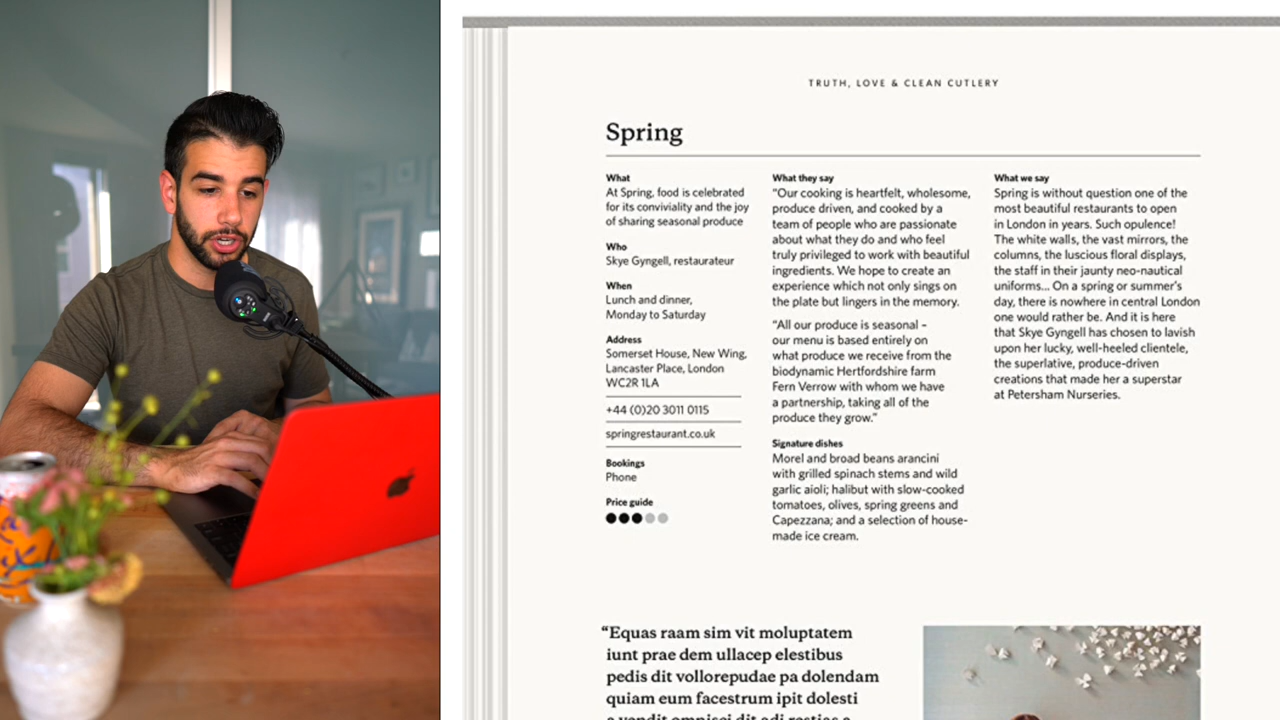 TRUTH, LOVE & CLEAN CUTLERY
Spring
What
At Spring, food is celebrated
for its conviviality and the joy
of sharing seasonal produce
Who
Skye Gyngell, restaurateur
When
Lunch and dinner,
Monday to Saturday
Address
Somerset House, New Wing,
Lancaster Place, London
WC2R 1LA
+44 (0)20 3011 0115
springrestaurant.co.uk
Bookings
Phone
Price guide
What they say
“Our cooking is heartfelt, wholesome,
produce driven, and cooked by a
team of people who are passionate
about what they do and who feel
truly privileged to work with beautiful
ingredients. We hope to create an
experience which not only sings on
the plate but lingers in the memory.
“All our produce is seasonal –
our menu is based entirely on
what produce we receive from the
biodynamic Hertfordshire farm
Fern Verrow with whom we have
a partnership, taking all of the
produce they grow.”
Signature dishes
Morel and broad beans arancini
with grilled spinach stems and wild
garlic aioli; halibut with slow-cooked
tomatoes, olives, spring greens and
Capezzana; and a selection of house-
made ice cream.
What we say
Spring is without question one of the
most beautiful restaurants to open
in London in years. Such opulence!
The white walls, the vast mirrors, the
columns, the luscious floral displays,
the staff in their jaunty neo-nautical
uniforms... On a spring or summer’s
day, there is nowhere in central London
one would rather be. And it is here
that Skye Gyngell has chosen to lavish
upon her lucky, well-heeled clientele,
the superlative, produce-driven
creations that made her a superstar
at Petersham Nurseries.
“Equas raam sim vit moluptatem
iunt prae dem ullacep elestibus
pedis dit vollorepudae pa dolendam
quiam eum facestrum ipit dolesti